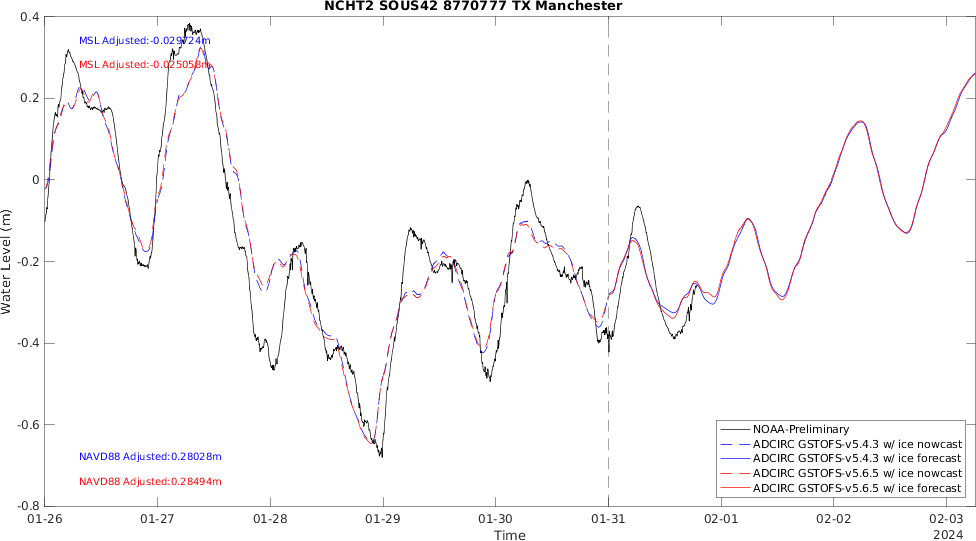 NCHT2 SOUS42 8770777 TX Manchester
0.4
0.2
0
-0.2
-0.4
-0.6
-0.8
Water Level (m)
MSL Adjusted:-0.029724m
MSL Adjusted:-0.025058m
NAVD88 Adjusted:0.28028m
NAVD88 Adjusted:0.28494m
NOAA-Preliminary
ADCIRC GSTOFS-v5.4.3 w/ ice nowcast
ADCIRC GSTOFS-v5.4.3 w/ ice forecast
ADCIRC GSTOFS-v5.6.5 w/ ice nowcast
ADCIRC GSTOFS-v5.6.5 w/ ice forecast
01-26 01-27 01-28 01-29 01-30 01-31 02-01 02-02 02-03
Time
2024